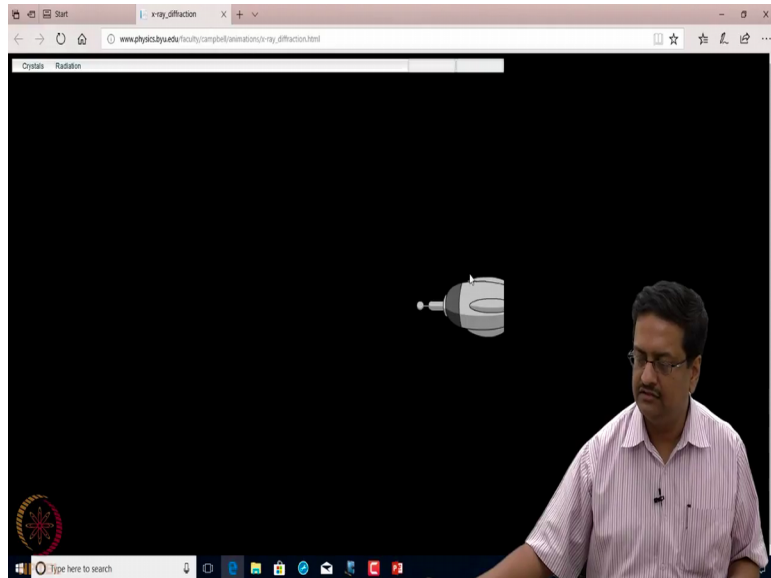 Start
x-ray_diffraction
www.physics.byu.edu/faculty/campbell/animations/x-ray_diffraction.html
Crystals Radiation
Type here to search